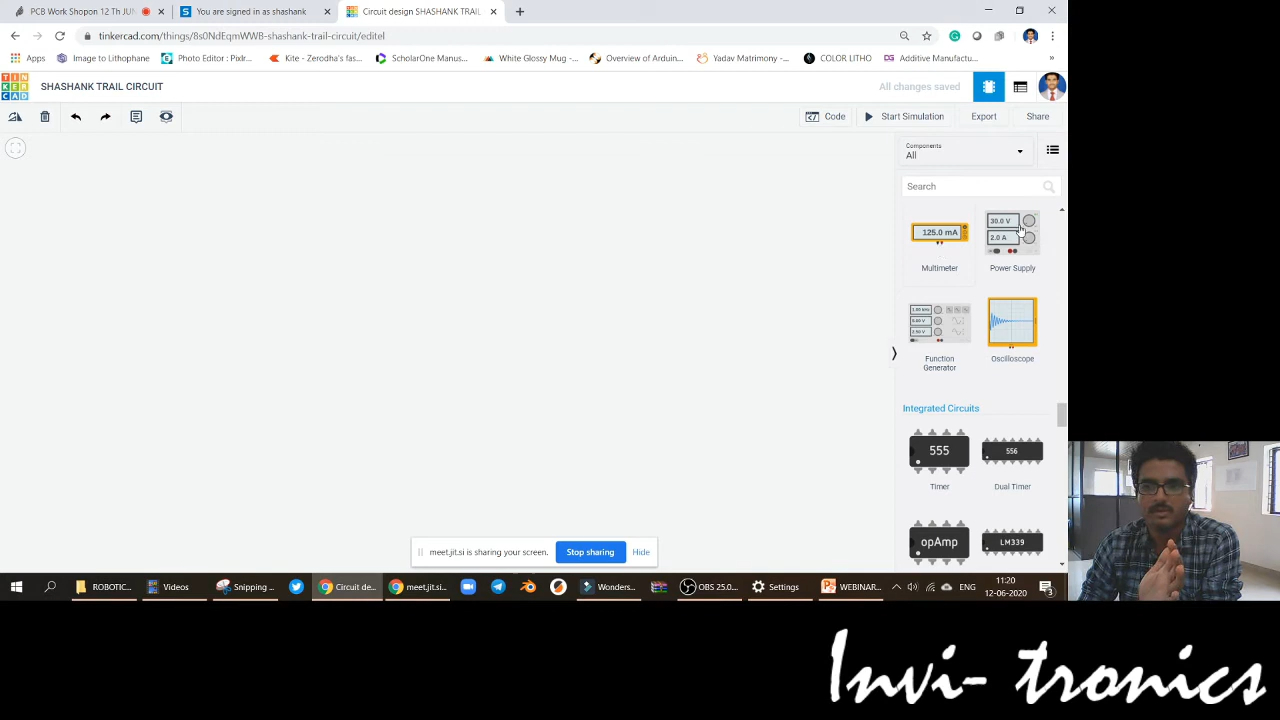 PCB Work Shopon 12 Th JUN
You are signed in as shashank
Circuit design SHASHANK TRAIL
tinkercad.com/things/8s0NdEqmWWB-shashank-trail-circuit/editel
Apps
Image to Lithophane
Photo Editor : Pixlr...
Kite - Zerodha's fas...
ScholarOne Manus...
White Glossy Mug -...
Overview of Arduin...
Yadav Matrimony -...
COLOR LITHO
Additive Manufactu...
»
TIN
KER
CAD
SHASHANK TRAIL CIRCUIT
All changes saved
Code
Start Simulation
Export
Share
Components
All
Search
125.0 mA
30.0 V
2.0 A
Multimeter
Power Supply
Function
Generator
Oscilloscope
Integrated Circuits
555
556
Timer
Dual Timer
opAmp
LM339
meet.jit.si is sharing your screen.
Stop sharing
Hide
ROBOTIC...
Videos
Snipping ...
Circuit de...
meet.jit.si...
Wonders...
OBS 25.0...
Settings
WEBINAR...
ENG
11:20
12-06-2020
3
Invi- tronics